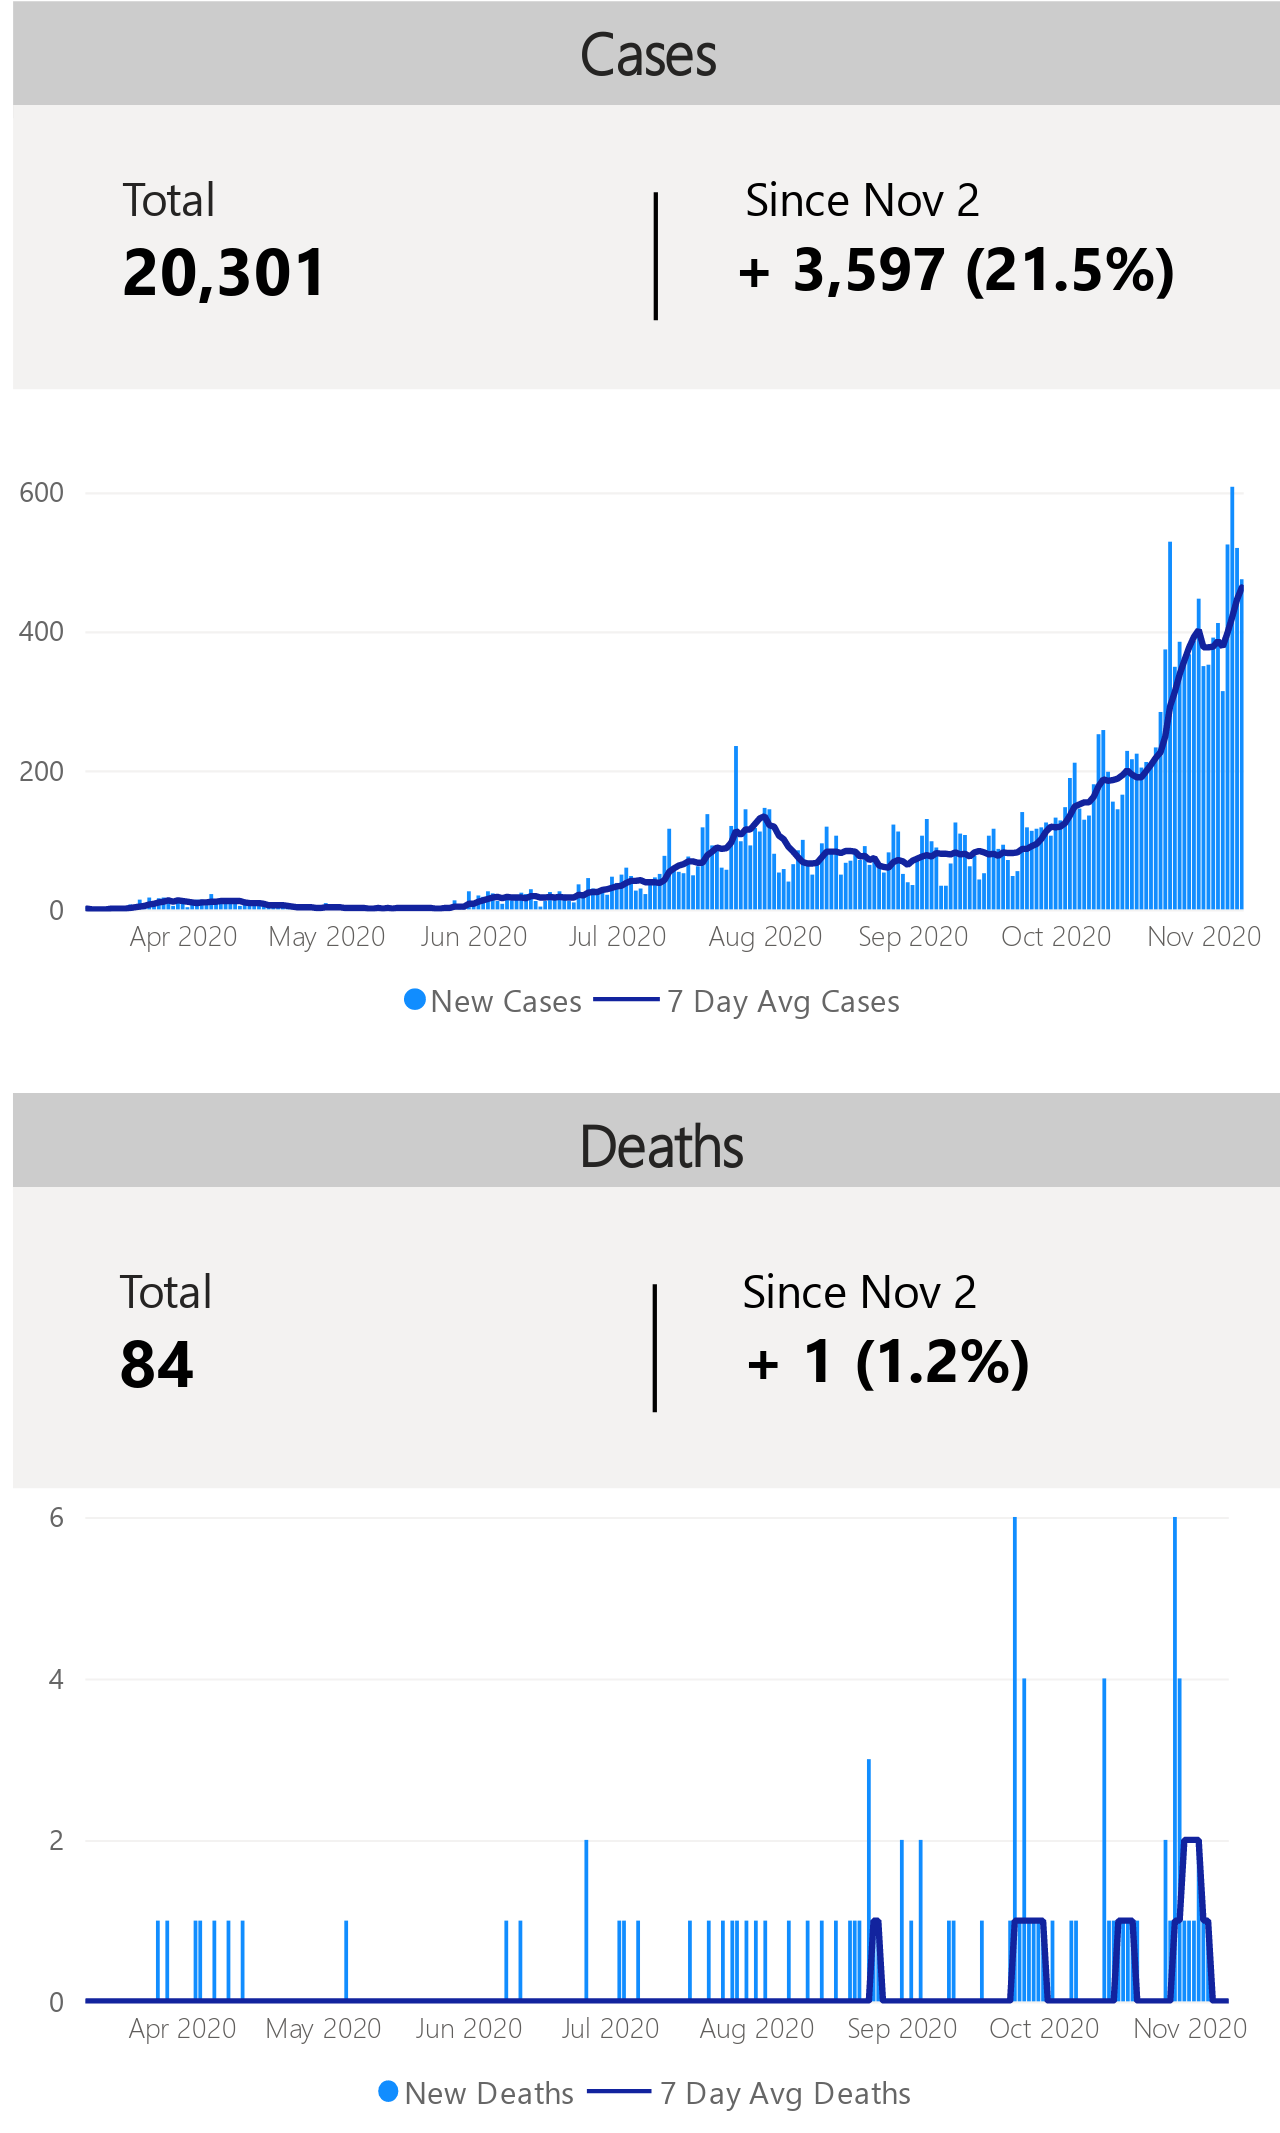 Cases
Total
Since Nov 2
20,301
+ 3,597 (21.5%)
600
400
200
0
Apr 2020 May 2020 Jun 2020 Jul 2020 Aug 2020 Sep 2020 Oct 2020 Nov 2020
New Cases 7 Day Avg Cases
Deaths
Total
Since Nov 2
84
+ 1 (1.2%)
6
4
2
0
Apr 2020 May 2020 Jun 2020 Jul 2020 Aug 2020 Sep 2020 Oct 2020 Nov 2020
New Deaths 7 Day Avg Deaths